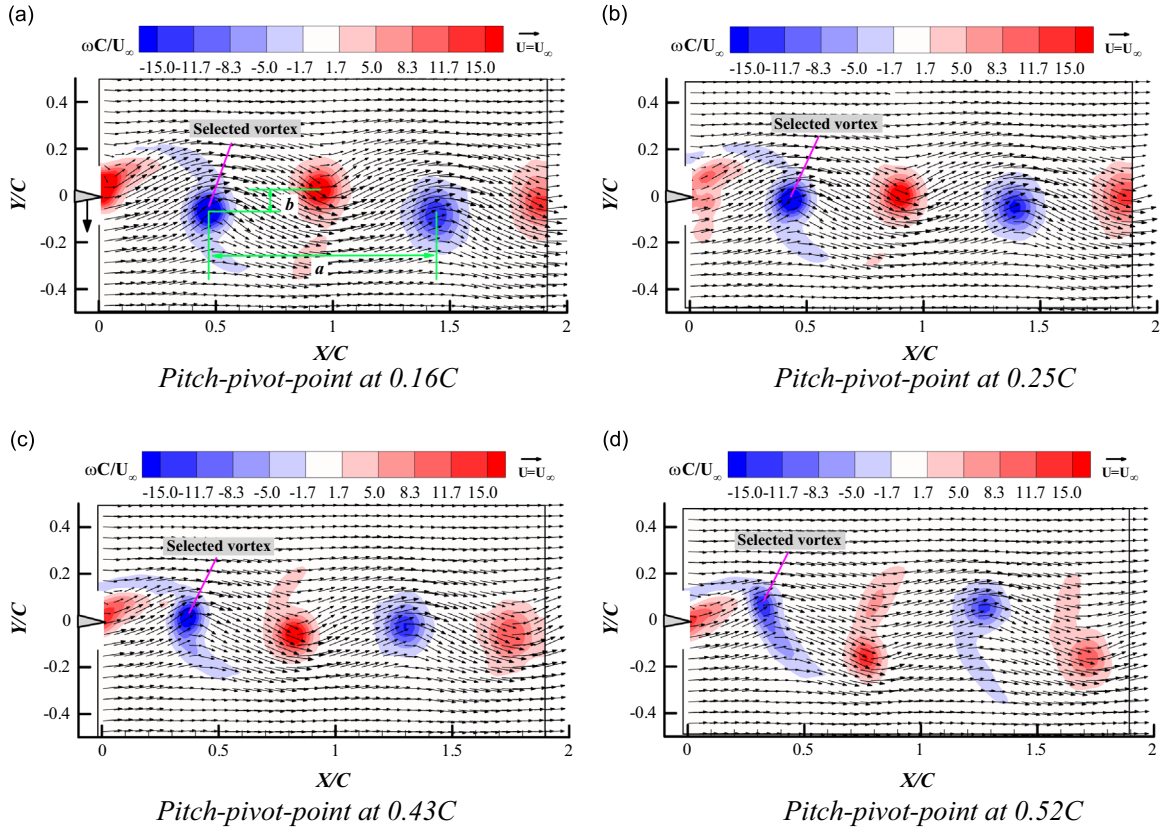 (a)
ωC/U∞
U=U∞
-15.0 -11.7 -8.3 -5.0 -1.7 1.7 5.0 8.3 11.7 15.0
Selected vortex
b
a
Y/C
0.4
0.2
0
-0.2
-0.4
0 0.5 1 1.5 2
X/C
Pitch-pivot-point at 0.16C
(b)
ωC/U∞
U=U∞
-15.0 -11.7 -8.3 -5.0 -1.7 1.7 5.0 8.3 11.7 15.0
Selected vortex
Y/C
0.4
0.2
0
-0.2
-0.4
0 0.5 1 1.5 2
X/C
Pitch-pivot-point at 0.25C
(c)
ωC/U∞
U=U∞
-15.0 -11.7 -8.3 -5.0 -1.7 1.7 5.0 8.3 11.7 15.0
Selected vortex
Y/C
0.4
0.2
0
-0.2
-0.4
0 0.5 1 1.5 2
X/C
Pitch-pivot-point at 0.43C
(d)
ωC/U∞
U=U∞
-15.0 -11.7 -8.3 -5.0 -1.7 1.7 5.0 8.3 11.7 15.0
Selected vortex
Y/C
0.4
0.2
0
-0.2
-0.4
0 0.5 1 1.5 2
X/C
Pitch-pivot-point at 0.52C